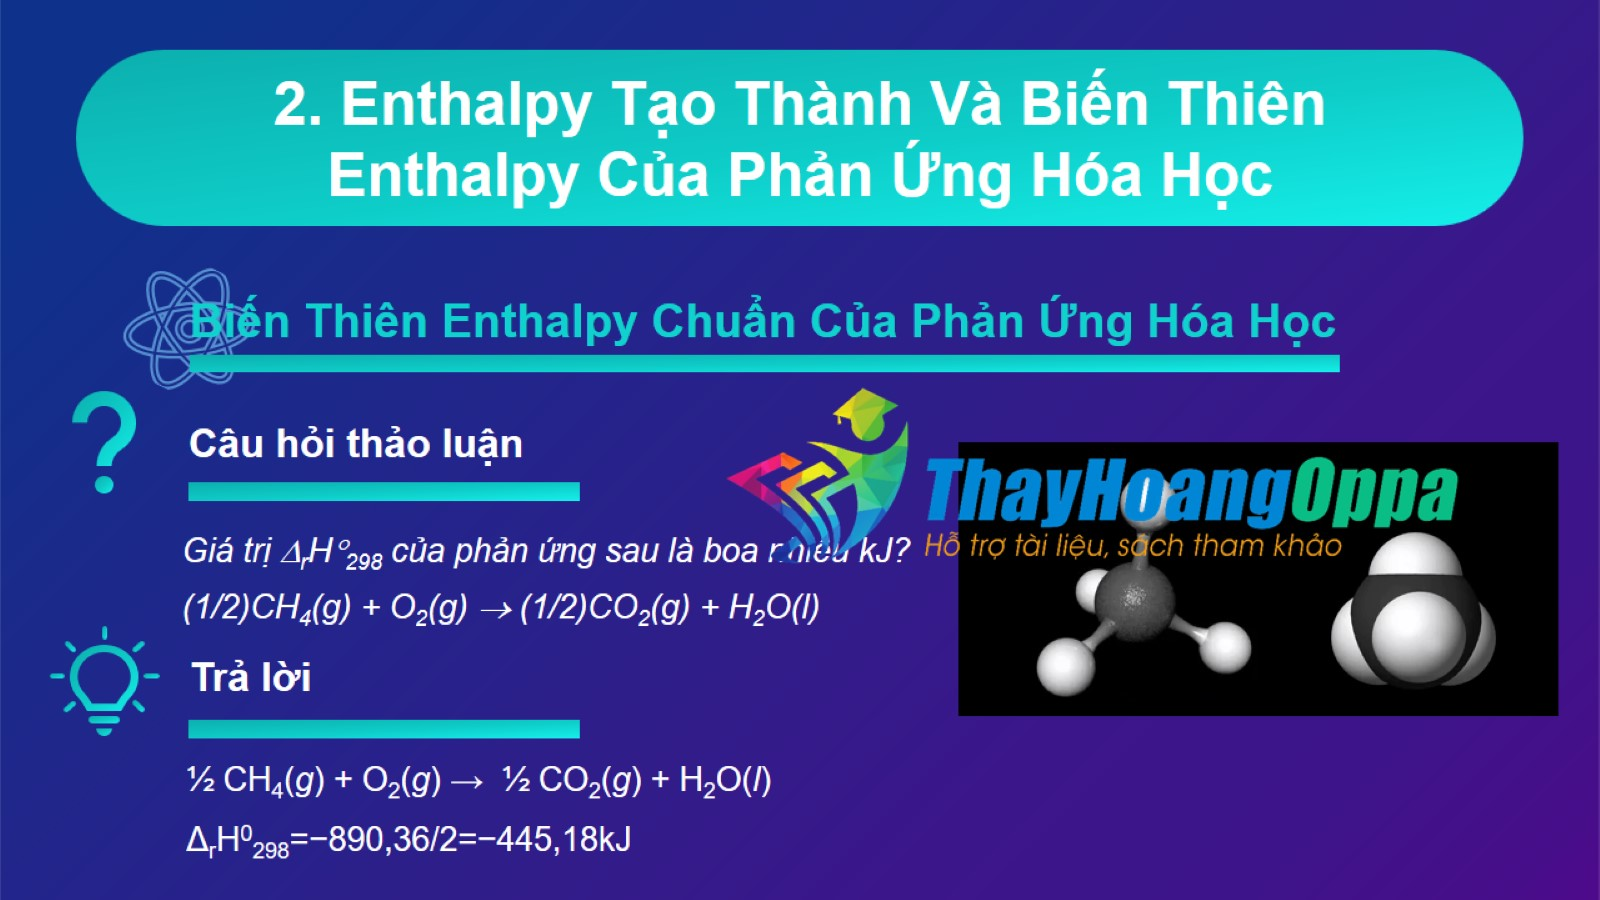 2. Enthalpy Tạo Thành Và Biến Thiên
Enthalpy Của Phản Ứng Hóa Học
Biến Thiên Enthalpy Chuẩn Của Phản Ứng Hóa Học
?
Câu hỏi thảo luận
ThayHoangOppa
Hỗ trợ tài liệu, sách tham khảo
Giá trị ΔᵣH°₂₉₈ của phản ứng sau là boa nhiêu kJ?
(1/2)CH₄(g) + O₂(g) → (1/2)CO₂(g) + H₂O(l)
Trả lời
½ CH₄(g) + O₂(g) → ½ CO₂(g) + H₂O(l)
ΔᵣH⁰₂₉₈=−890,36/2=−445,18kJ